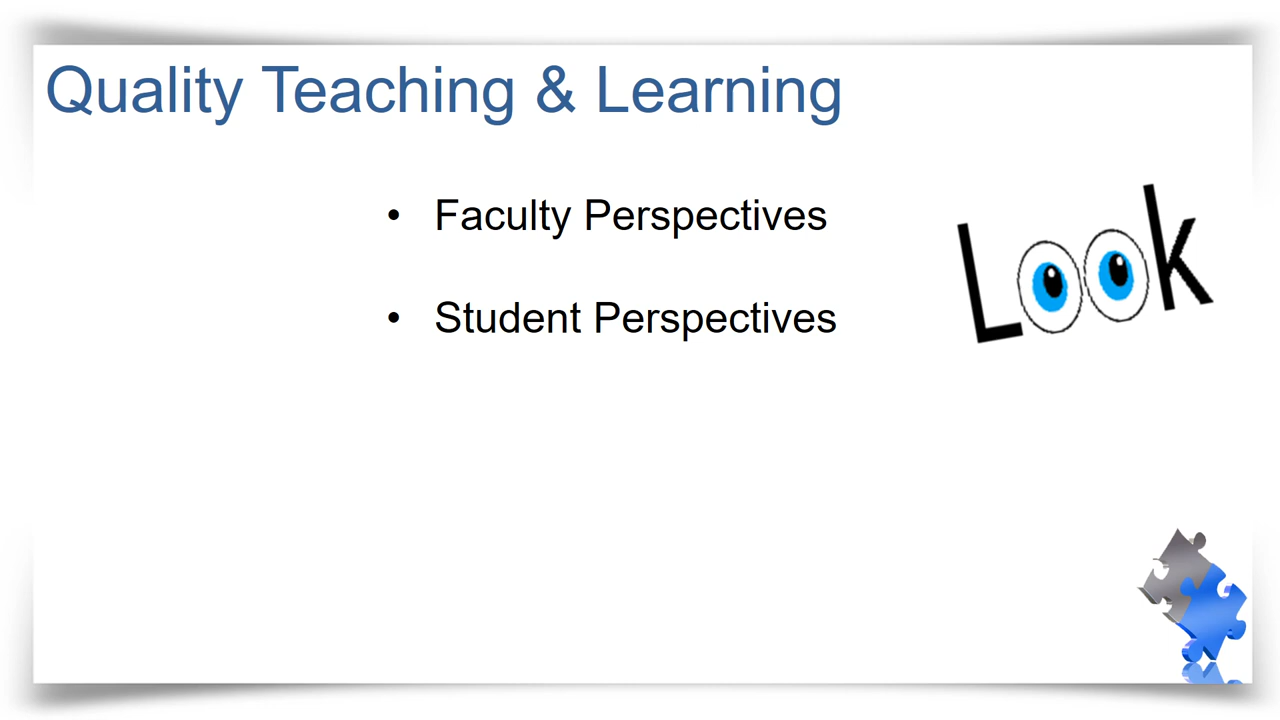 Quality Teaching & Learning
• Faculty Perspectives
• Student Perspectives
Look